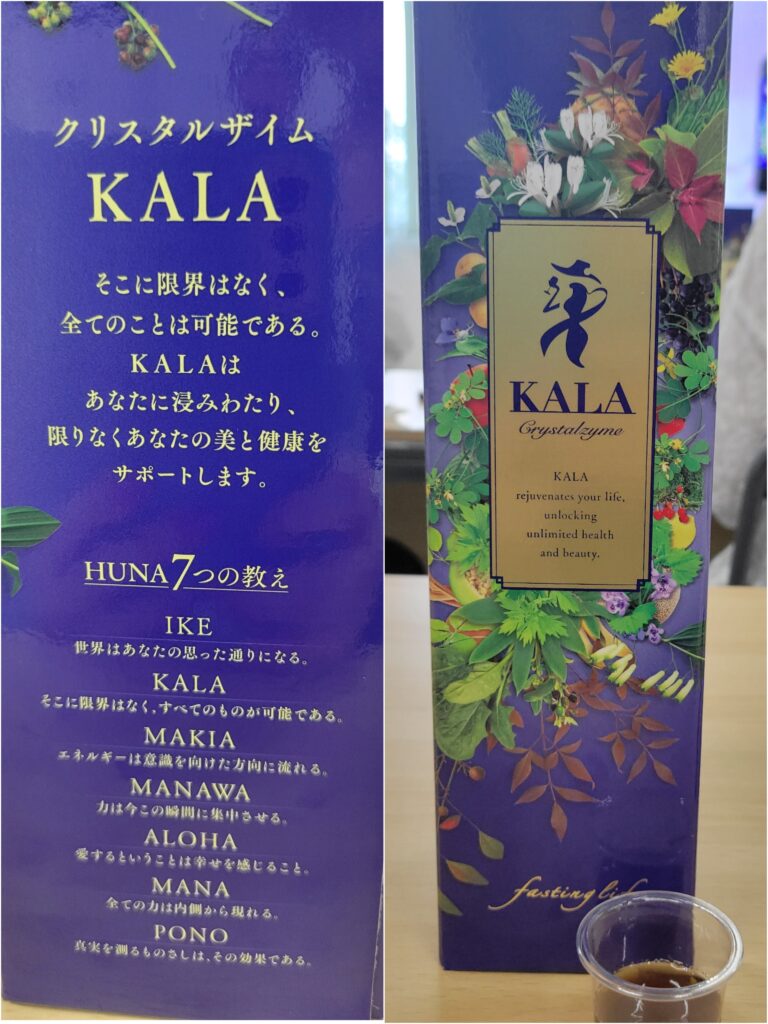 クリスタルザイム
KALA
そこに限界はなく、
全てのことは可能である。
KALAは
あなたに浸みわたり、
限りなくあなたの美と健康を
サポートします。
HUNA7つの教え
IKE
世界はあなたの思った通りになる。
KALA
そこに限界はなく、すべてのものが可能である。
MAKIA
エネルギーは意識を向けた方向に流れる。
MANAWA
力は今この瞬間に集中させる。
ALOHA
愛するということは幸せを感じること。
MANA
全ての力は内側から現れる。
PONO
真実を測るものさしは、その効果である。
KALA
Crystalzyme
KALA
rejuvenates your life,
unlocking
unlimited health
and beauty.
fasting